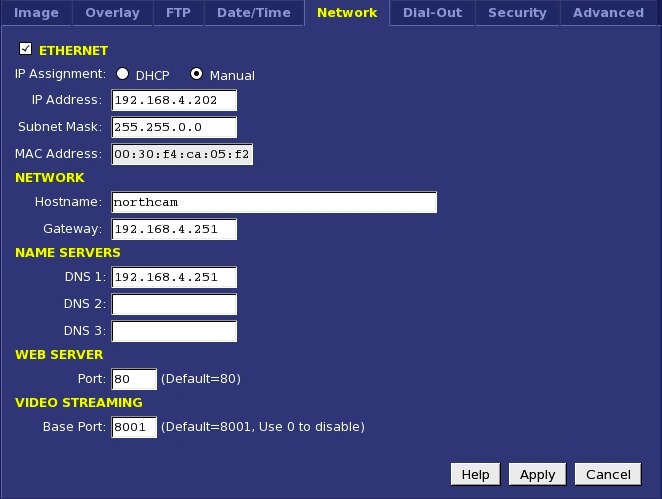 Image Overlay FTP Date/Time Network Dial-Out Security Advanced
ETHERNET
IP Assignment: DHCP Manual
IP Address: 192.168.4.202
Subnet Mask: 255.255.0.0
MAC Address: 00:30:f4:ca:05:f2
NETWORK
Hostname: northcam
Gateway: 192.168.4.251
NAME SERVERS
DNS 1: 192.168.4.251
DNS 2:
DNS 3:
WEB SERVER
Port: 80 (Default=80)
VIDEO STREAMING
Base Port: 8001 (Default=8001, Use 0 to disable)
Help Apply Cancel